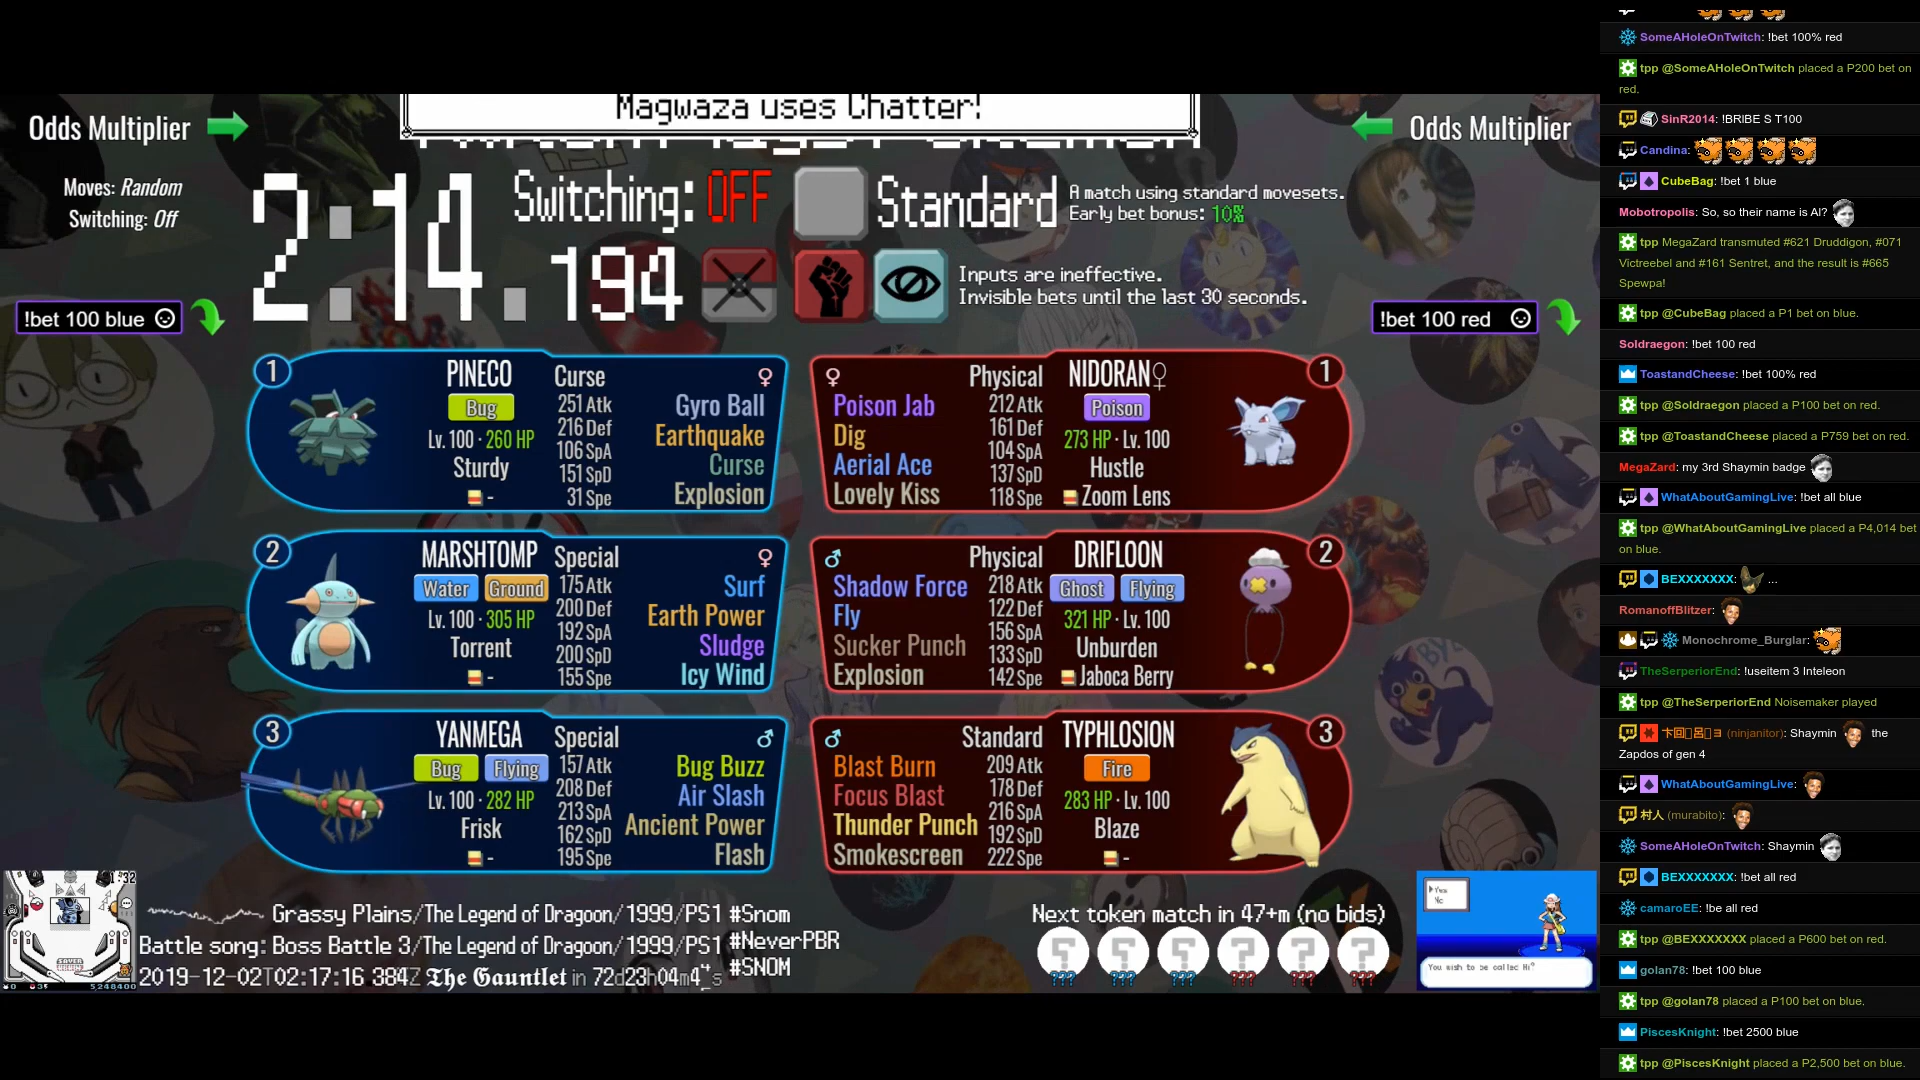 Magwaza uses Chatter!
Odds Multiplier
Odds Multiplier
Moves: Random
Switching: Off
2:14.194
Switching: OFF
Standard
A match using standard movesets.
Early bet bonus: 10%
Inputs are ineffective.
Invisible bets until the last 30 seconds.
!bet 100 blue
!bet 100 red
1
PINECO
Bug
Lv. 100 · 260 HP
Sturdy
-
Curse
251 Atk
216 Def
106 SpA
151 SpD
31 Spe
♀
Gyro Ball
Earthquake
Curse
Explosion
♀
Poison Jab
Dig
Aerial Ace
Lovely Kiss
Physical
212 Atk
161 Def
104 SpA
137 SpD
118 Spe
NIDORAN♀
Poison
273 HP · Lv. 100
Hustle
Zoom Lens
1
2
MARSHTOMP
Water Ground
Lv. 100 · 305 HP
Torrent
-
Special
175 Atk
200 Def
192 SpA
200 SpD
155 Spe
♀
Surf
Earth Power
Sludge
Icy Wind
♂
Shadow Force
Fly
Sucker Punch
Explosion
Physical
218 Atk
122 Def
156 SpA
133 SpD
142 Spe
DRIFLOON
Ghost Flying
321 HP · Lv. 100
Unburden
Jaboca Berry
2
3
YANMEGA
Bug Flying
Lv. 100 · 282 HP
Frisk
-
Special
157 Atk
208 Def
213 SpA
162 SpD
195 Spe
♂
Bug Buzz
Air Slash
Ancient Power
Flash
♂
Blast Burn
Focus Blast
Thunder Punch
Smokescreen
Standard
209 Atk
178 Def
216 SpA
192 SpD
222 Spe
TYPHLOSION
Fire
283 HP · Lv. 100
Blaze
-
3
Grassy Plains/The Legend of Dragoon/1999/PS1
Battle song: Boss Battle 3/The Legend of Dragoon/1999/PS1
2019-12-02T02:17:16.384Z The Gauntlet in 72d23h04m4
#Snom
#NeverPBR
#SNOM
Next token match in 47+m (no bids)
??? ??? ??? ??? ??? ???
Yes
No
You wish to be called Hi?
SomeAHoleOnTwitch: !bet 100% red
tpp @SomeAHoleOnTwitch placed a P200 bet on
red.
SinR2014: !BRIBE S T100
Candina:
CubeBag: !bet 1 blue
Mobotropolis: So, so their name is Al?
tpp MegaZard transmuted #621 Druddigon, #071
Victreebel and #161 Sentret, and the result is #665
Spewpa!
tpp @CubeBag placed a P1 bet on blue.
Soldraegon: !bet 100 red
ToastandCheese: !bet 100% red
tpp @Soldraegon placed a P100 bet on red.
tpp @ToastandCheese placed a P759 bet on red.
MegaZard: my 3rd Shaymin badge
WhatAboutGamingLive: !bet all blue
tpp @WhatAboutGamingLive placed a P4,014 bet
on blue.
BEXXXXXXX: ...
RomanoffBlitzer:
Monochrome_Burglar:
TheSerperiorEnd: !useitem 3 Inteleon
tpp @TheSerperiorEnd Noisemaker played
(ninjanitor): Shaymin the
Zapdos of gen 4
WhatAboutGamingLive:
村人 (murabito):
SomeAHoleOnTwitch: Shaymin
BEXXXXXXX: !bet all red
camaroEE: !be all red
tpp @BEXXXXXXX placed a P600 bet on red.
golan78: !bet 100 blue
tpp @golan78 placed a P100 bet on blue.
PiscesKnight: !bet 2500 blue
tpp @PiscesKnight placed a P2,500 bet on blue.